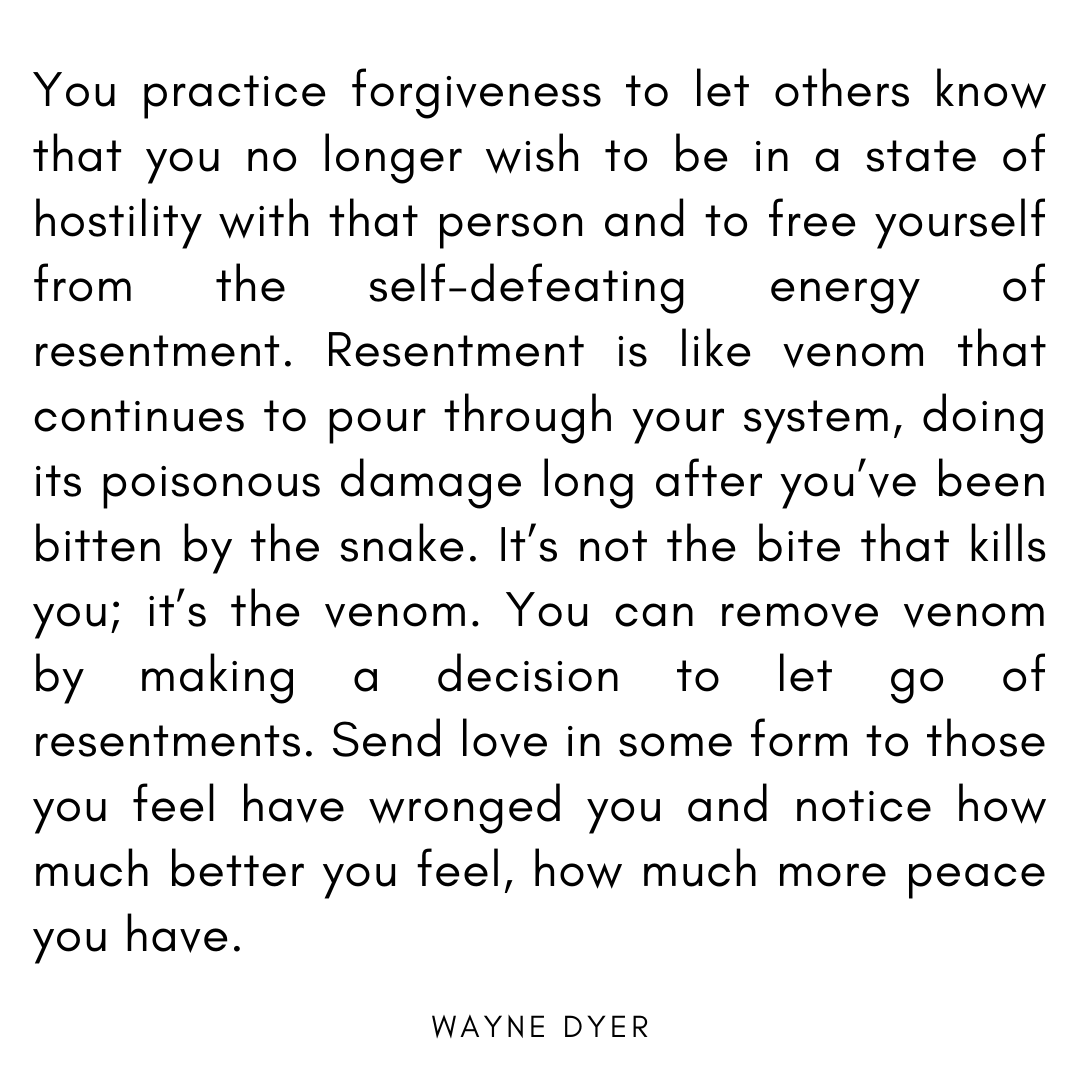 You practice forgiveness to let others know
that you no longer wish to be in a state of
hostility with that person and to free yourself
from the self-defeating energy of
resentment. Resentment is like venom that
continues to pour through your system, doing
its poisonous damage long after you’ve been
bitten by the snake. It’s not the bite that kills
you; it’s the venom. You can remove venom
by making a decision to let go of
resentments. Send love in some form to those
you feel have wronged you and notice how
much better you feel, how much more peace
you have.
WAYNE DYER